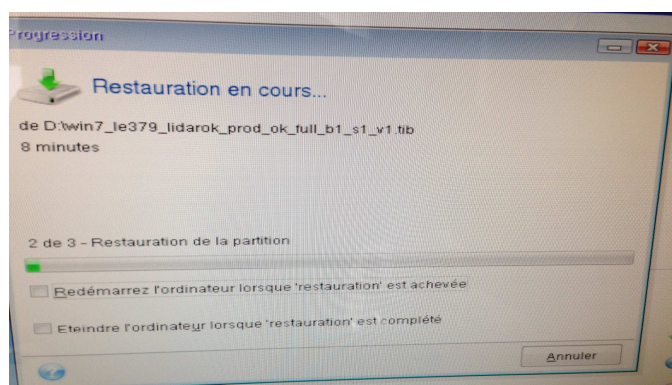 Progression
Restauration en cours...
de D:\win7_le379_lidarok_prod_ok_full_b1_s1_v1.tib
8 minutes
2 de 3 - Restauration de la partition
Redémarrez l'ordinateur lorsque 'restauration' est achevée
Eteindre l'ordinateur lorsque 'restauration' est complété
Annuler